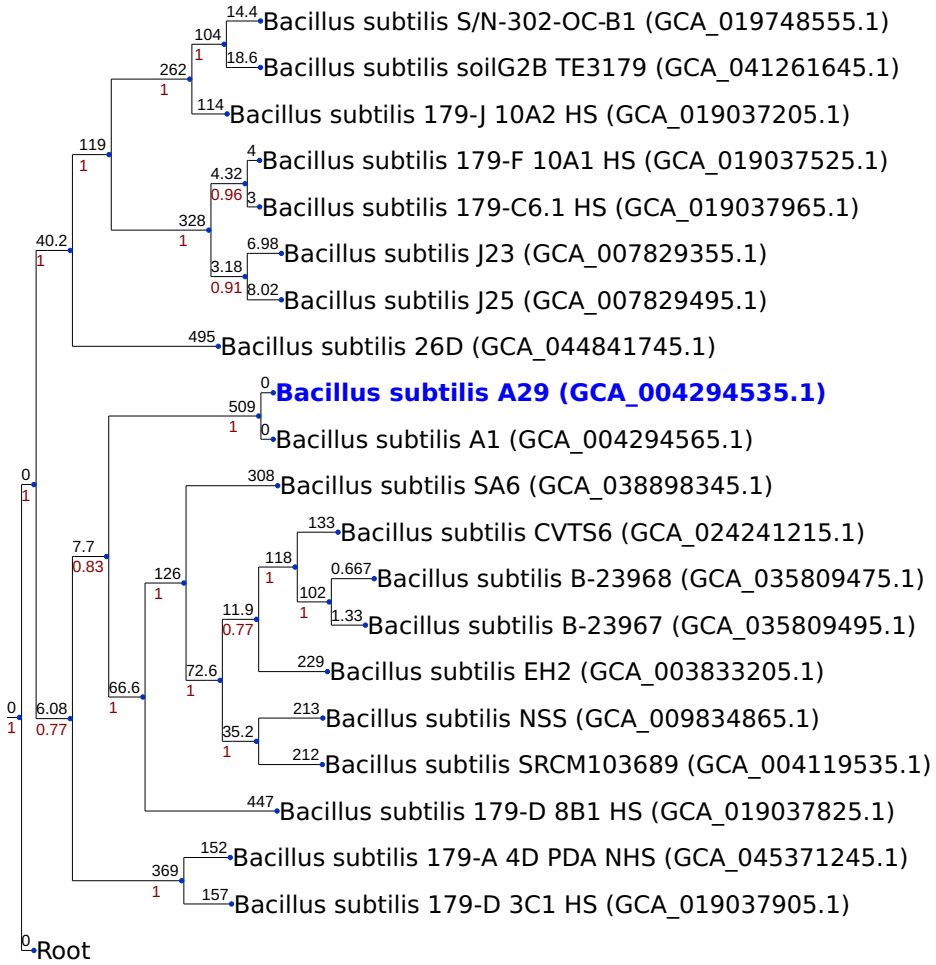 14.4
Bacillus subtilis S/N-302-OC-B1 (GCA_019748555.1)
104
1
18.6
Bacillus subtilis soilG2B TE3179 (GCA_041261645.1)
262
1
114
Bacillus subtilis 179-J 10A2 HS (GCA_019037205.1)
119
1
4
Bacillus subtilis 179-F 10A1 HS (GCA_019037525.1)
4.32
0.96
3
Bacillus subtilis 179-C6.1 HS (GCA_019037965.1)
328
1
6.98
Bacillus subtilis J23 (GCA_007829355.1)
40.2
1
3.18
0.91
8.02
Bacillus subtilis J25 (GCA_007829495.1)
495
Bacillus subtilis 26D (GCA_044841745.1)
0
Bacillus subtilis A29 (GCA_004294535.1)
509
1
0
Bacillus subtilis A1 (GCA_004294565.1)
0
1
308
Bacillus subtilis SA6 (GCA_038898345.1)
133
Bacillus subtilis CVTS6 (GCA_024241215.1)
7.7
0.83
118
1
126
1
0.667
Bacillus subtilis B-23968 (GCA_035809475.1)
102
1
11.9
0.77
1.33
Bacillus subtilis B-23967 (GCA_035809495.1)
72.6
1
229
Bacillus subtilis EH2 (GCA_003833205.1)
66.6
1
0
1
6.08
0.77
213
Bacillus subtilis NSS (GCA_009834865.1)
35.2
1
212
Bacillus subtilis SRCM103689 (GCA_004119535.1)
447
Bacillus subtilis 179-D 8B1 HS (GCA_019037825.1)
152
Bacillus subtilis 179-A 4D PDA NHS (GCA_045371245.1)
369
1
157
Bacillus subtilis 179-D 3C1 HS (GCA_019037905.1)
0
Root